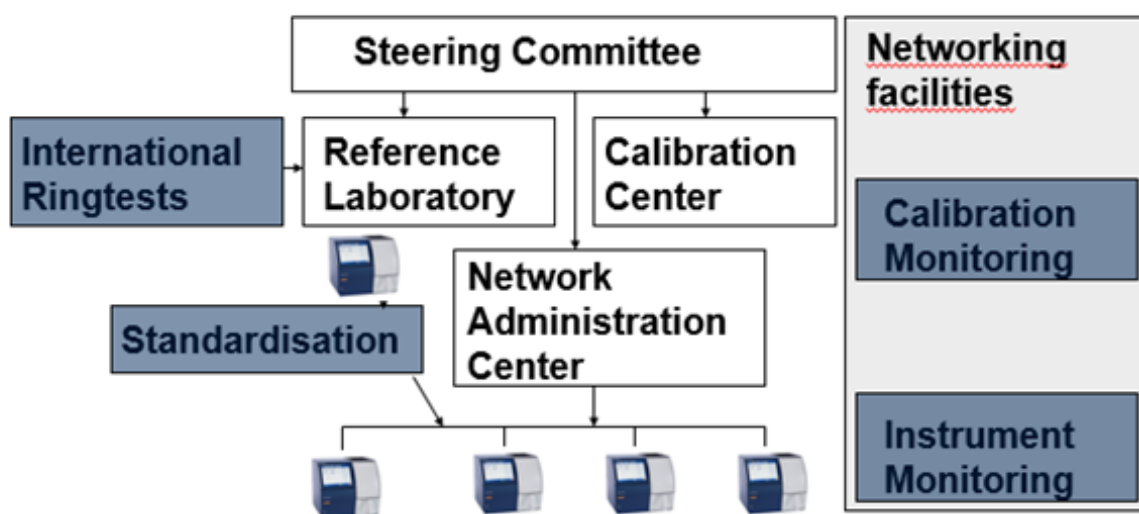 Steering Committee
Networking
facilities
International
Ringtests
Reference
Laboratory
Calibration
Center
Calibration
Monitoring
Network
Administration
Center
Standardisation
Instrument
Monitoring